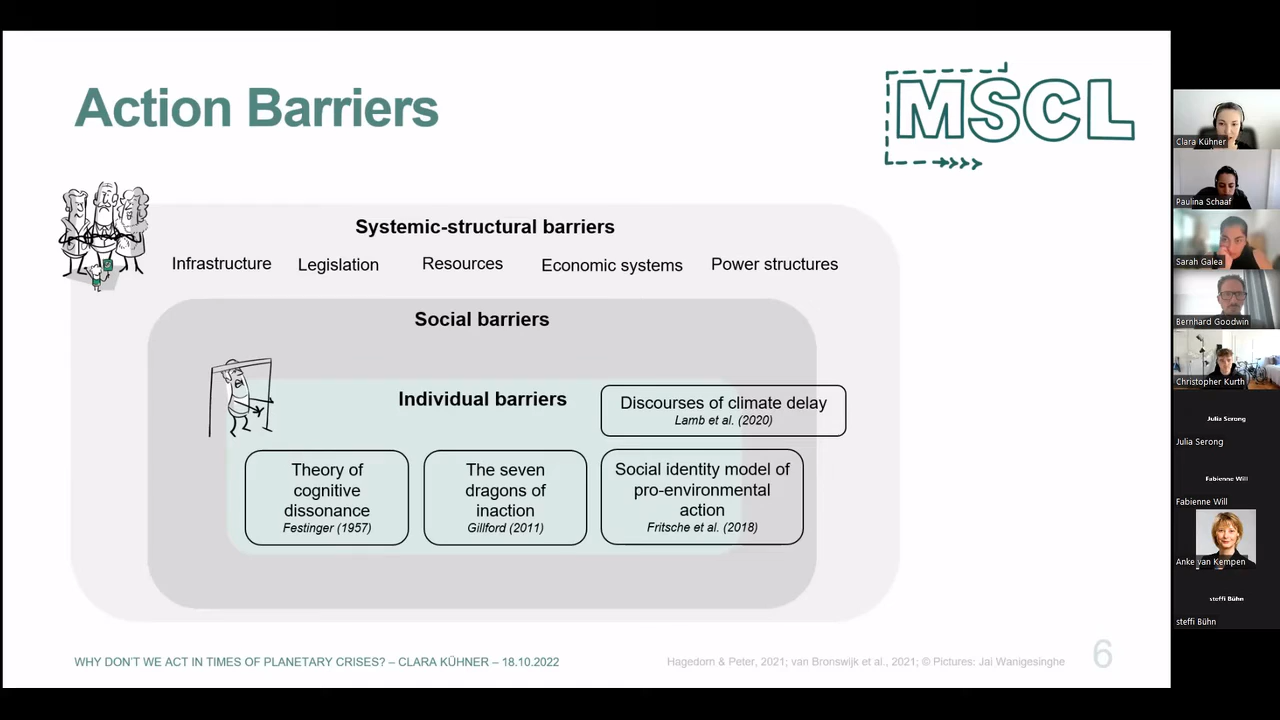 Action Barriers
MSCL
Systemic-structural barriers
Infrastructure
Legislation
Resources
Economic systems
Power structures
Social barriers
Individual barriers
Discourses of climate delay
Lamb et al. (2020)
Theory of
cognitive
dissonance
Festinger (1957)
The seven
dragons of
inaction
Gillford (2011)
Social identity model of
pro-environmental
action
Fritsche et al. (2018)
WHY DON'T WE ACT IN TIMES OF PLANETARY CRISES? – CLARA KÜHNER – 18.10.2022
Hagedorn & Peter, 2021; van Bronswijk et al., 2021; © Pictures: Jai Wanigesinghe
6
Clara Kühner
Paulina Schaaf
Sarah Galea
Bernhard Goodwin
Christopher Kurth
Julia Serong
Julia Serong
Fabienne Will
Fabienne Will
Anke van Kempen
steffi Bühn
steffi Bühn